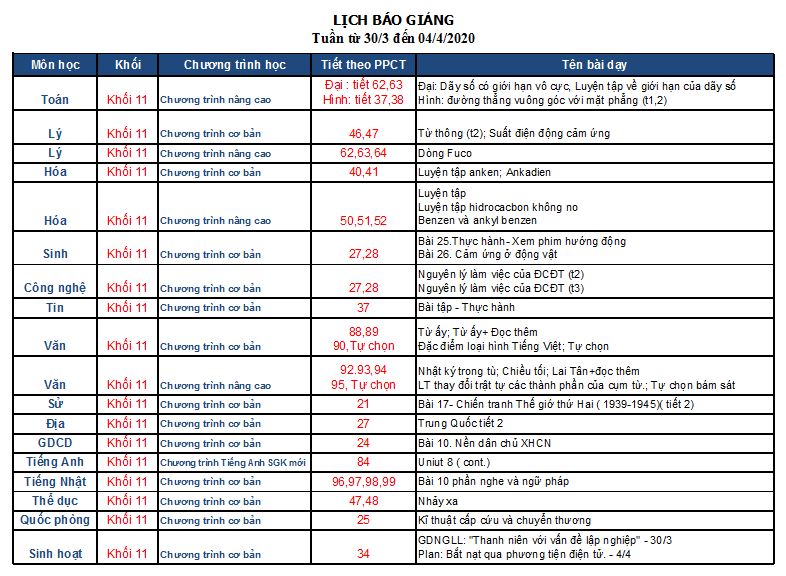 LỊCH BÁO GIẢNG
Tuần từ 30/3 đến 04/4/2020
Môn học Khối Chương trình học Tiết theo PPCT Tên bài dạy
Toán Khối 11 Chương trình nâng cao Đại : tiết 62,63 Đại: Dãy số có giới hạn vô cực, Luyện tập về giới hạn của dãy số
Hình: tiết 37,38 Hình: đường thẳng vuông góc với mặt phẳng (t1,2)
Lý Khối 11 Chương trình cơ bản 46,47 Từ thông (t2); Suất điện động cảm ứng
Lý Khối 11 Chương trình nâng cao 62,63,64 Dòng Fuco
Hóa Khối 11 Chương trình cơ bản 40,41 Luyện tập anken; Ankadien
Hóa Khối 11 Chương trình nâng cao 50,51,52 Luyện tập
Luyện tập hidrocacbon không no
Benzen và ankyl benzen
Sinh Khối 11 Chương trình cơ bản 27,28 Bài 25.Thực hành- Xem phim hướng động
Bài 26. Cảm ứng ở động vật
Công nghệ Khối 11 Chương trình cơ bản 27,28 Nguyên lý làm việc của ĐCĐT (t2)
Nguyên lý làm việc của ĐCĐT (t3)
Tin Khối 11 Chương trình cơ bản 37 Bài tập - Thực hành
Văn Khối 11 Chương trình cơ bản 88,89 Từ ấy; Từ ấy+ Đọc thêm
90,Tự chọn Đặc điểm loại hình Tiếng Việt; Tự chọn
Văn Khối 11 Chương trình nâng cao 92.93,94 Nhật ký trong tù; Chiều tối; Lai Tân+đọc thêm
95, Tự chọn LT thay đổi trật tự các thành phần của cụm từ.; Tự chọn bám sát
Sử Khối 11 Chương trình cơ bản 21 Bài 17- Chiến tranh Thế giớ thứ Hai ( 1939-1945)( tiết 2)
Địa Khối 11 Chương trình cơ bản 27 Trung Quốc tiết 2
GDCD Khối 11 Chương trình cơ bản 24 Bài 10. Nền dân chủ XHCN
Tiếng Anh Khối 11 Chương trình Tiếng Anh SGK mới 84 Uniut 8 ( cont.)
Tiếng Nhật Khối 11 Chương trình cơ bản 96,97,98,99 Bài 10 phần nghe và ngữ pháp
Thể dục Khối 11 Chương trình cơ bản 47,48 Nhảy xa
Quốc phòng Khối 11 Chương trình cơ bản 25 Kĩ thuật cấp cứu và chuyển thương
Sinh hoạt Khối 11 Chương trình cơ bản 34 GDNGLL: "Thanh niên với vấn đề lập nghiệp" - 30/3
Plan: Bắt nạt qua phương tiện điện tử. - 4/4